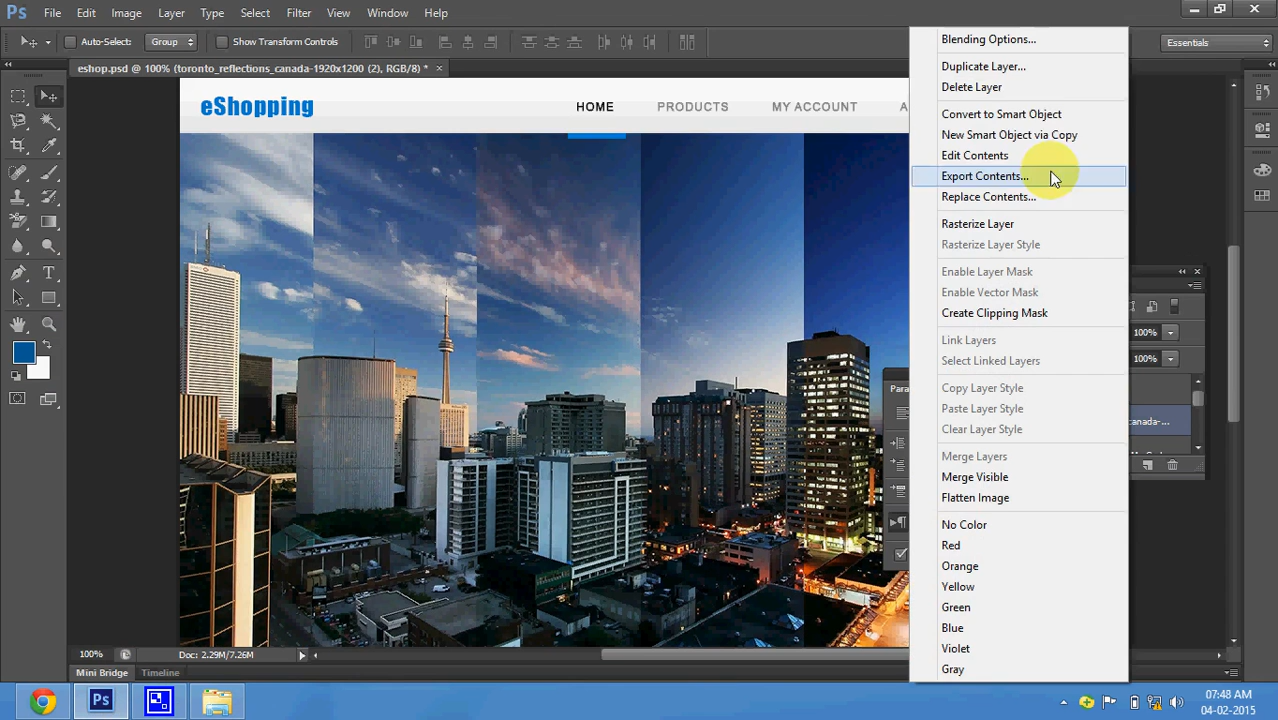 Ps File Edit Image Layer Type Select Filter View Window Help
Auto-Select: Group Show Transform Controls Essentials
eshop.psd @ 100% (toronto_reflections_canada-1920x1200 (2), RGB/8) * ×
eShopping HOME PRODUCTS MY ACCOUNT A
Blending Options...
Duplicate Layer...
Delete Layer
Convert to Smart Object
New Smart Object via Copy
Edit Contents
Export Contents...
Replace Contents...
Rasterize Layer
Rasterize Layer Style
Enable Layer Mask
Enable Vector Mask
Create Clipping Mask
Link Layers
Select Linked Layers
Copy Layer Style
Paste Layer Style
Clear Layer Style
Merge Layers
Merge Visible
Flatten Image
No Color
Red
Orange
Yellow
Green
Blue
Violet
Gray
100%
100%
Para
canada-...
100% Doc: 2.29M/7.26M
Mini Bridge Timeline
Ps
07:48 AM
04-02-2015